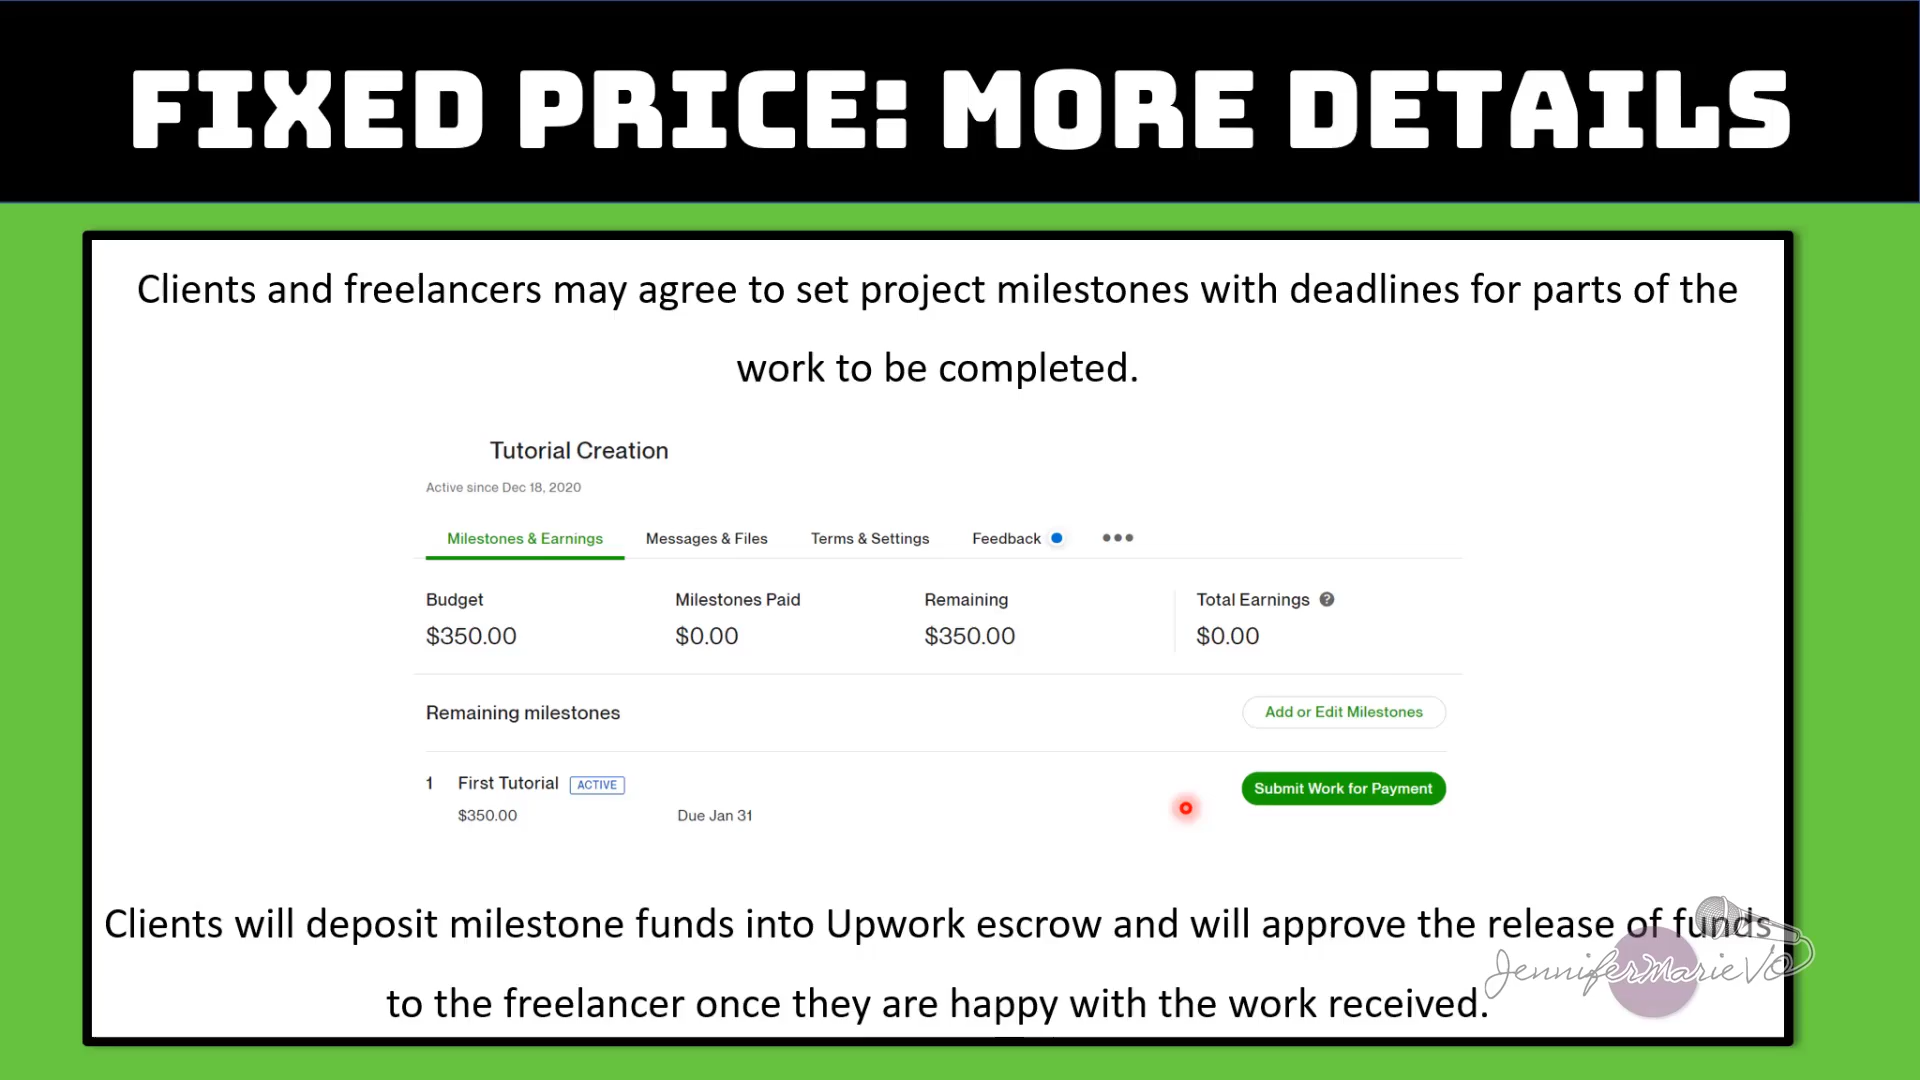 FIXED PRICE: MORE DETAILS
Clients and freelancers may agree to set project milestones with deadlines for parts of the
work to be completed.
Tutorial Creation
Active since Dec 18, 2020
Milestones & Earnings Messages & Files Terms & Settings Feedback •••
Budget Milestones Paid Remaining Total Earnings ?
$350.00 $0.00 $350.00 $0.00
Remaining milestones Add or Edit Milestones
1 First Tutorial ACTIVE Submit Work for Payment
$350.00 Due Jan 31
Clients will deposit milestone funds into Upwork escrow and will approve the release of funds
JenniferMarieVO
to the freelancer once they are happy with the work received.